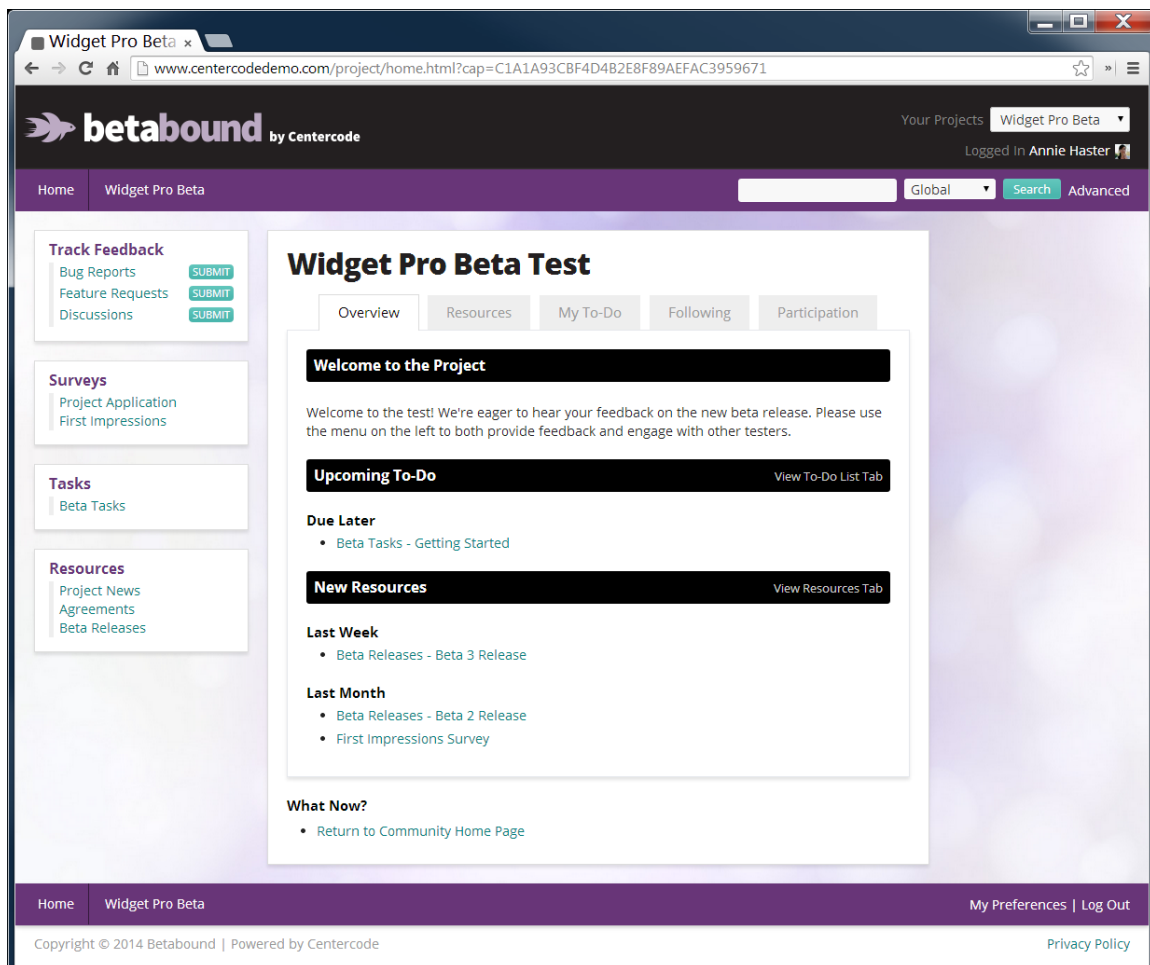 Widget Pro Beta ×
www.centercodedemo.com/project/home.html?cap=C1A1A93CBF4D4B2E8F89AEFAC3959671
betabound by Centercode
Your Projects Widget Pro Beta
Logged In Annie Haster
Home Widget Pro Beta Global Search Advanced
Track Feedback
Bug Reports SUBMIT
Feature Requests SUBMIT
Discussions SUBMIT
Surveys
Project Application
First Impressions
Tasks
Beta Tasks
Resources
Project News
Agreements
Beta Releases
Widget Pro Beta Test
Overview Resources My To-Do Following Participation
Welcome to the Project
Welcome to the test! We're eager to hear your feedback on the new beta release. Please use
the menu on the left to both provide feedback and engage with other testers.
Upcoming To-Do View To-Do List Tab
Due Later
• Beta Tasks - Getting Started
New Resources View Resources Tab
Last Week
• Beta Releases - Beta 3 Release
Last Month
• Beta Releases - Beta 2 Release
• First Impressions Survey
What Now?
• Return to Community Home Page
Home Widget Pro Beta My Preferences | Log Out
Copyright © 2014 Betabound | Powered by Centercode Privacy Policy